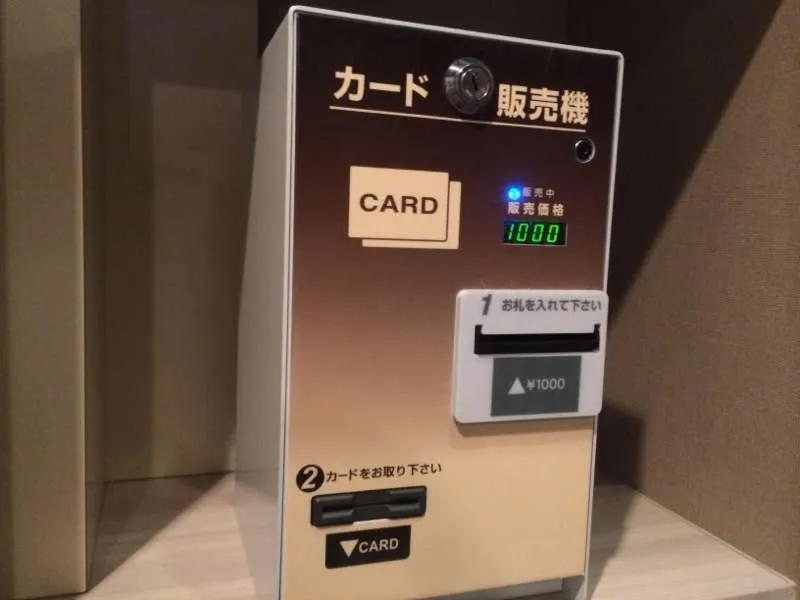 カード 販売機
CARD
販売中
販売価格
1000
1 お札を入れて下さい
▲¥1000
2 カードをお取り下さい
▼CARD